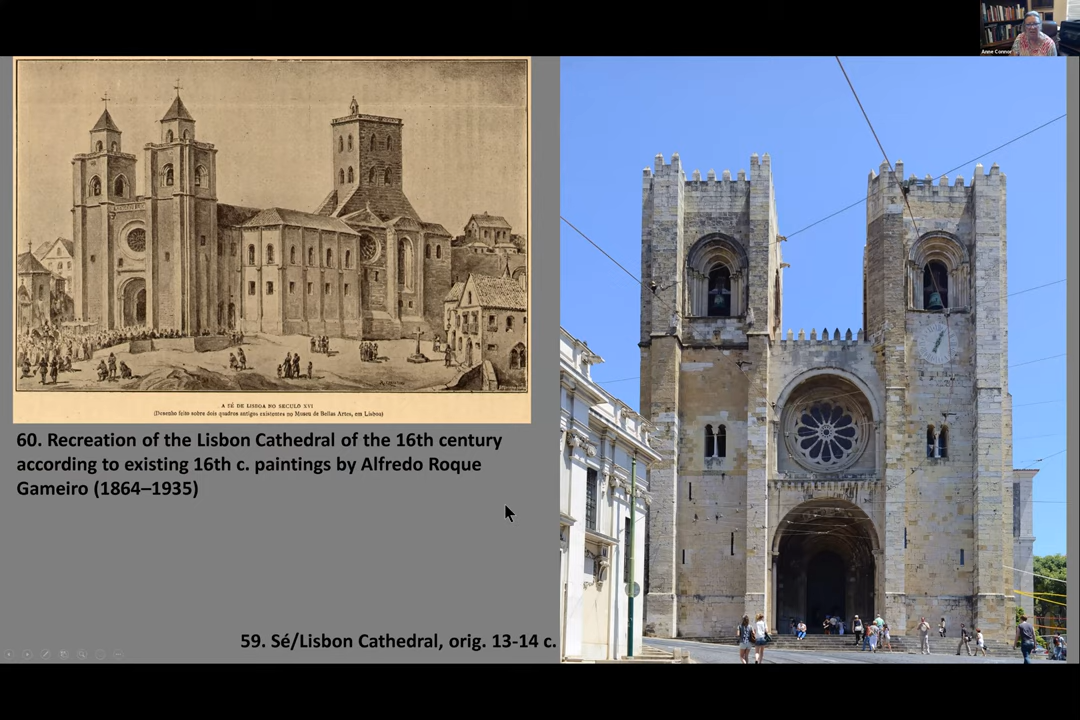 Anne Connor
A SÉ DE LISBOA NO SECULO XVI
(Desenho feito sobre dois quadros antigos existentes no Museu de Bellas Artes, em Lisboa)
60. Recreation of the Lisbon Cathedral of the 16th century
according to existing 16th c. paintings by Alfredo Roque
Gameiro (1864–1935)
59. Sé/Lisbon Cathedral, orig. 13-14 c.